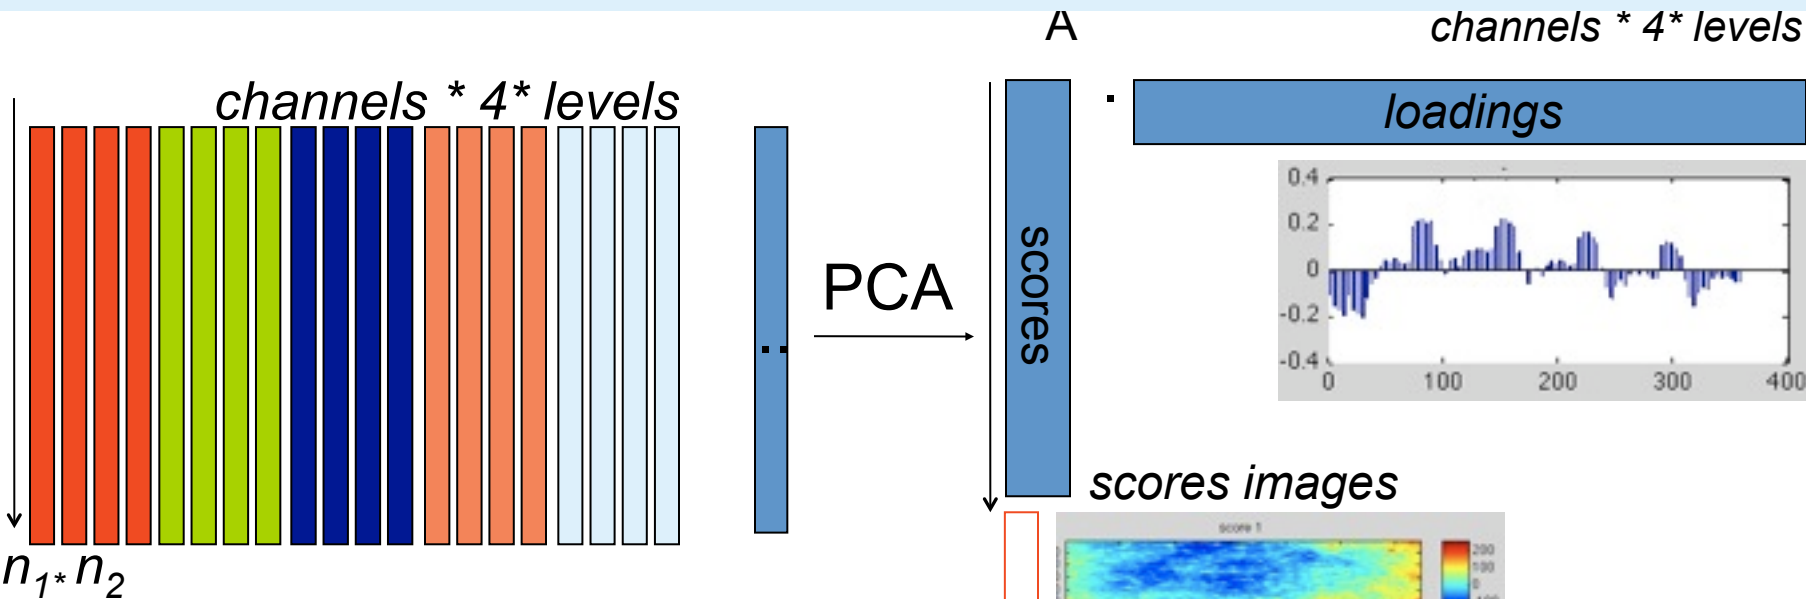 A
channels * 4* levels
channels * 4* levels
loadings
scores
PCA
0.4
0.2
0
-0.2
-0.4
0 100 200 300 400
scores images
score 1
200
100
0
n1* n2